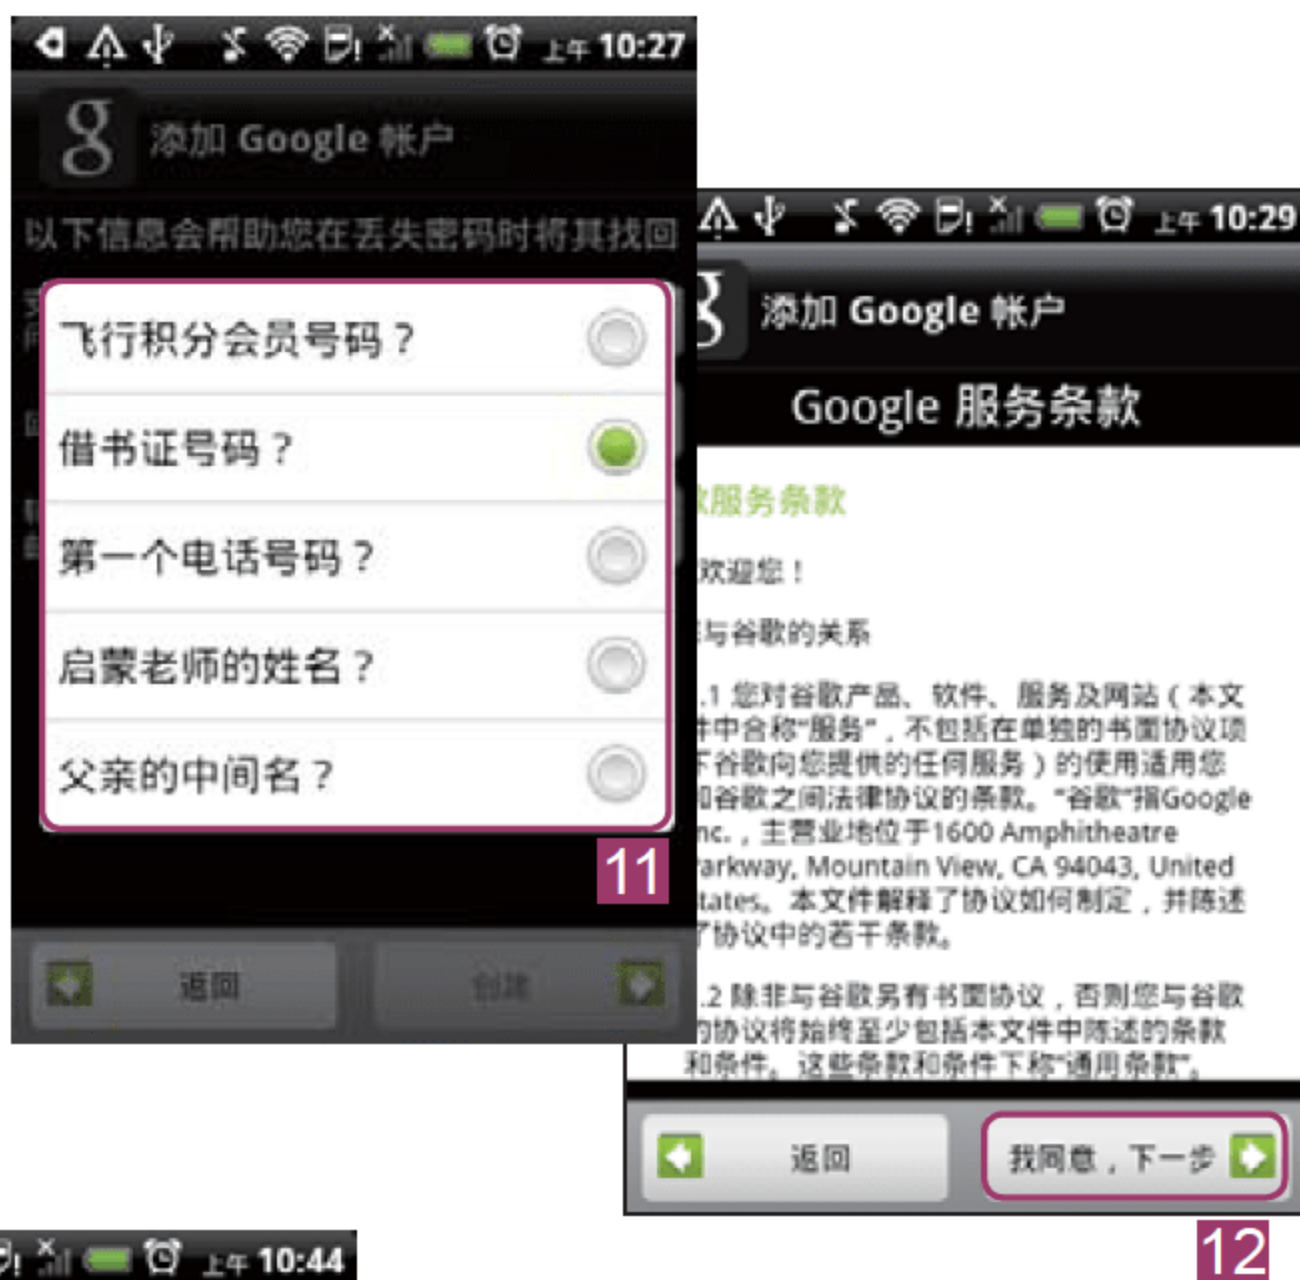 上午 10:27
添加 Google 帐户
以下信息会帮助您在丢失密码时将其找回
飞行积分会员号码？
借书证号码？
第一个电话号码？
启蒙老师的姓名？
父亲的中间名？
11
返回
创建
上午 10:29
添加 Google 帐户
Google 服务条款
服务条款
欢迎您！
与谷歌的关系
.1 您对谷歌产品、软件、服务及网站（本文
件中合称“服务”，不包括在单独的书面协议项
下谷歌向您提供的任何服务）的使用适用您
和谷歌之间法律协议的条款。“谷歌”指Google
nc.，主营业地位于1600 Amphitheatre
arkway, Mountain View, CA 94043, United
tates。本文件解释了协议如何制定，并陈述
了协议中的若干条款。
.2 除非与谷歌另有书面协议，否则您与谷歌
的协议将始终至少包括本文件中陈述的条款
和条件。这些条款和条件下称“通用条款”。
返回
我同意，下一步
12
上午 10:44